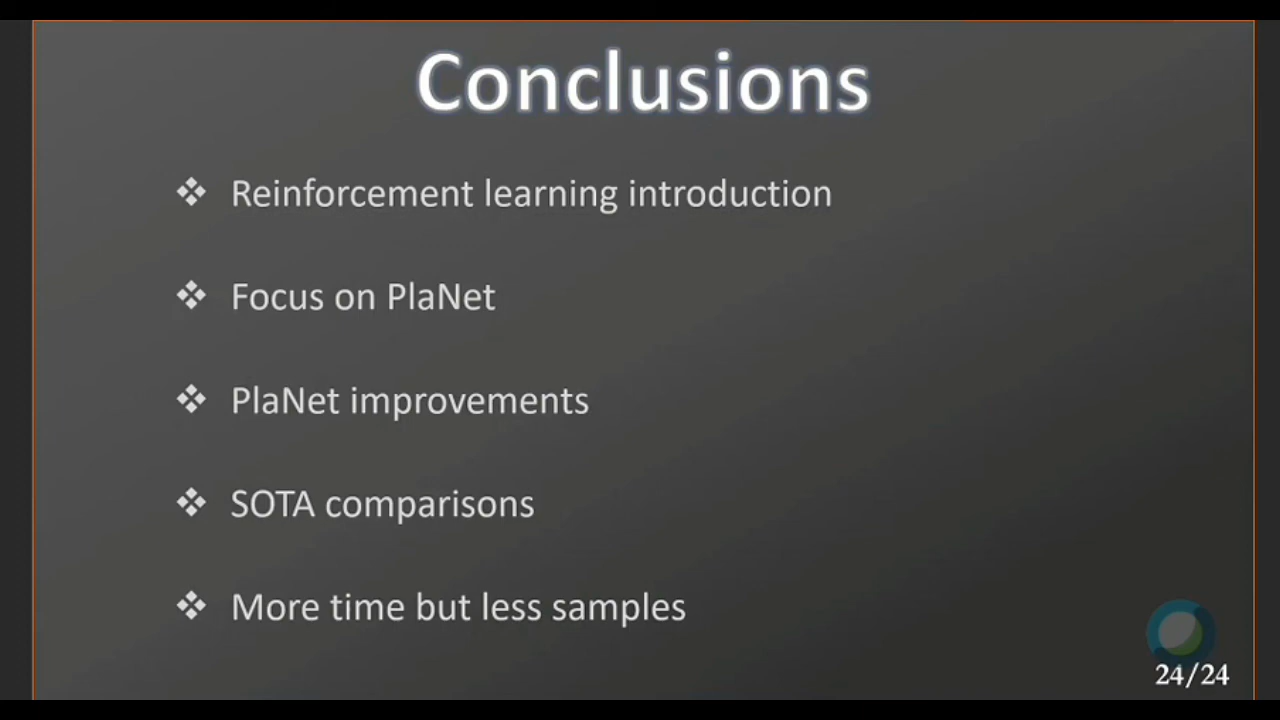 Conclusions
❖ Reinforcement learning introduction
❖ Focus on PlaNet
❖ PlaNet improvements
❖ SOTA comparisons
❖ More time but less samples
24/24